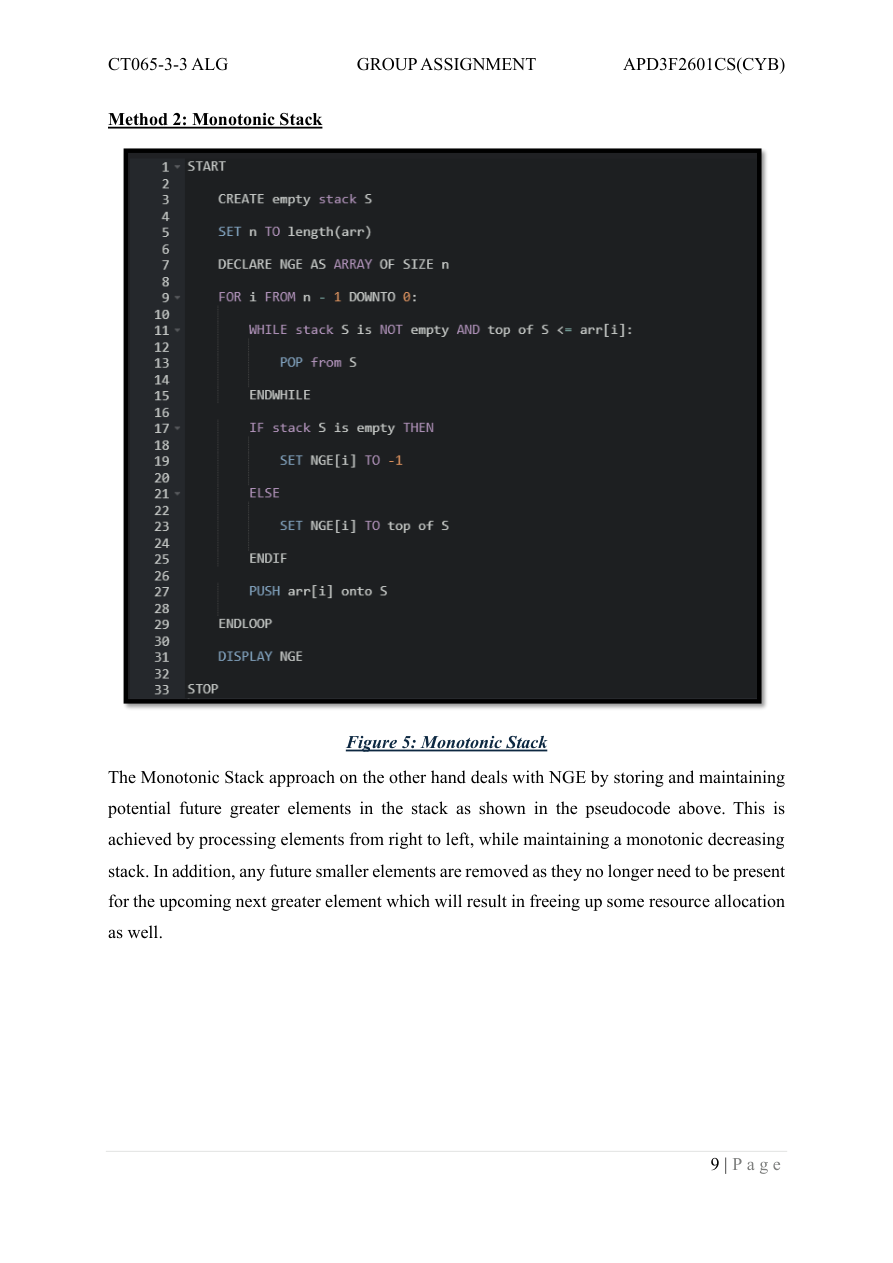 CT065-3-3 ALG GROUP ASSIGNMENT APD3F2601CS(CYB)
Method 2: Monotonic Stack
1 START
2
3 CREATE empty stack S
4
5 SET n TO length(arr)
6
7 DECLARE NGE AS ARRAY OF SIZE n
8
9 FOR i FROM n - 1 DOWNTO 0:
10
11 WHILE stack S is NOT empty AND top of S <= arr[i]:
12
13 POP from S
14
15 ENDWHILE
16
17 IF stack S is empty THEN
18
19 SET NGE[i] TO -1
20
21 ELSE
22
23 SET NGE[i] TO top of S
24
25 ENDIF
26
27 PUSH arr[i] onto S
28
29 ENDLOOP
30
31 DISPLAY NGE
32
33 STOP
Figure 5: Monotonic Stack
The Monotonic Stack approach on the other hand deals with NGE by storing and maintaining
potential future greater elements in the stack as shown in the pseudocode above. This is
achieved by processing elements from right to left, while maintaining a monotonic decreasing
stack. In addition, any future smaller elements are removed as they no longer need to be present
for the upcoming next greater element which will result in freeing up some resource allocation
as well.
9 | P a g e